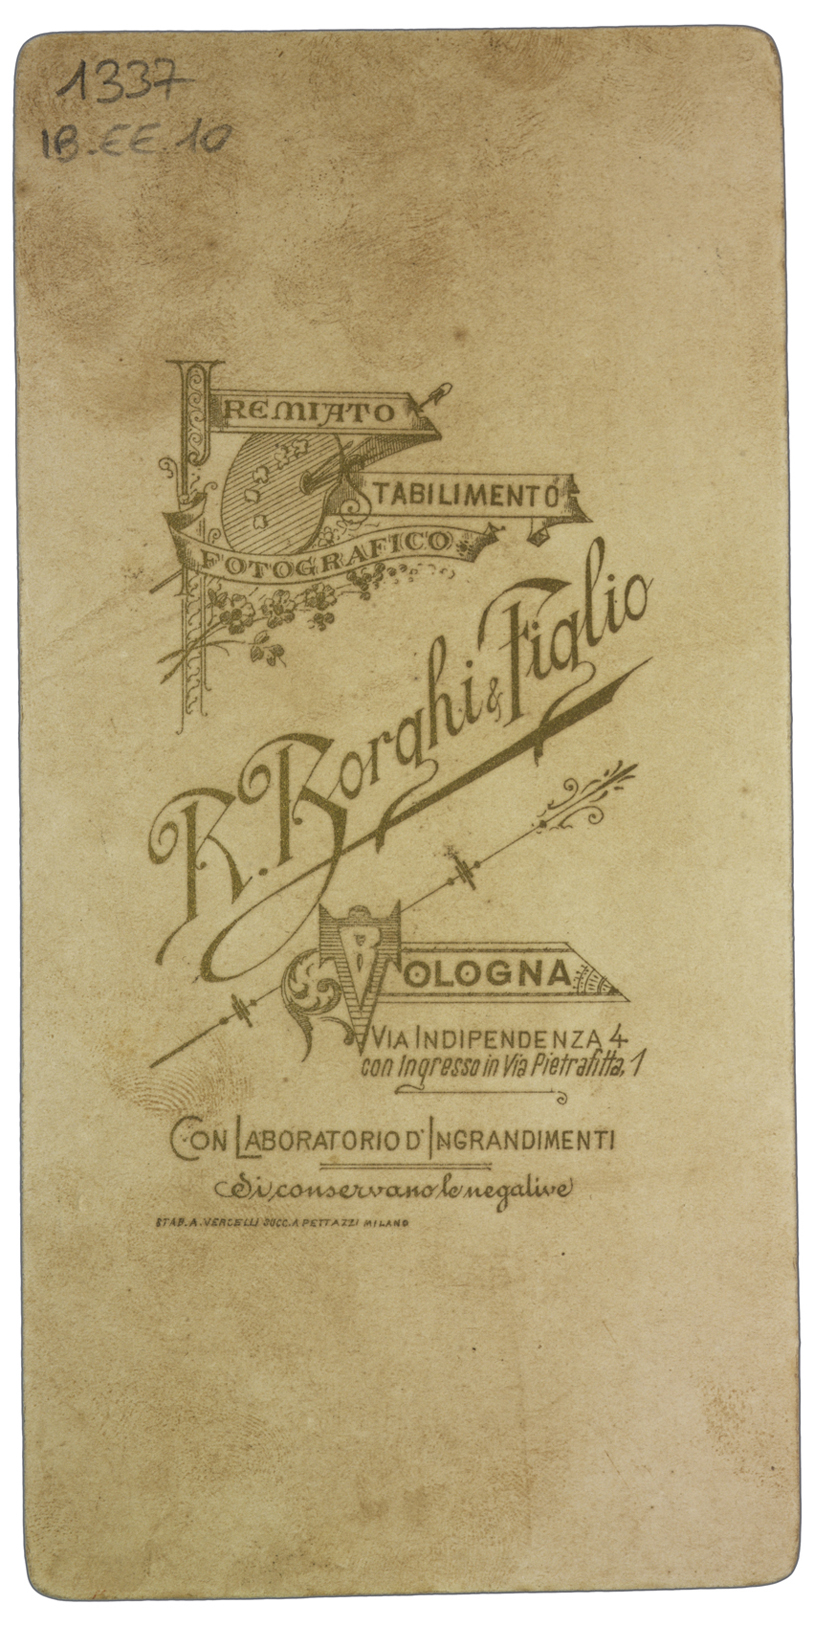 1337
IB-EE 10
PREMIATO
STABILIMENTO
FOTOGRAFICO
R. Borghi & Figlio
BOLOGNA
VIA INDIPENDENZA 4
con Ingresso in Via Pietrafitta, 1
CON LABORATORIO D'INGRANDIMENTI
Si conservano le negative
STAB. A. VERCELLI SUCC. A PETTAZZI MILANO